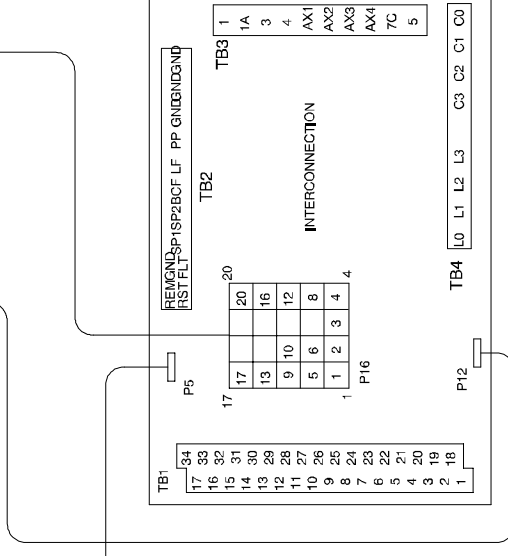 TB3
1 1A 3 4 AX1 AX2 AX3 AX4 7C 5
TB4
L0 L1 L2 L3 C3 C2 C1 C0
TB2
REMGND SP1SP2BCF LF PP GNDGNDGND
RST FLT
INTERCONNECTION
20 4
20 16 12 8 4
3
10 6 2
17 13 9 5 1
17 1
P16
P5
P12
TB1
34 33 32 31 30 29 28 27 26 25 24 23 22 21 20 19 18
17 16 15 14 13 12 11 10 9 8 7 6 5 4 3 2 1